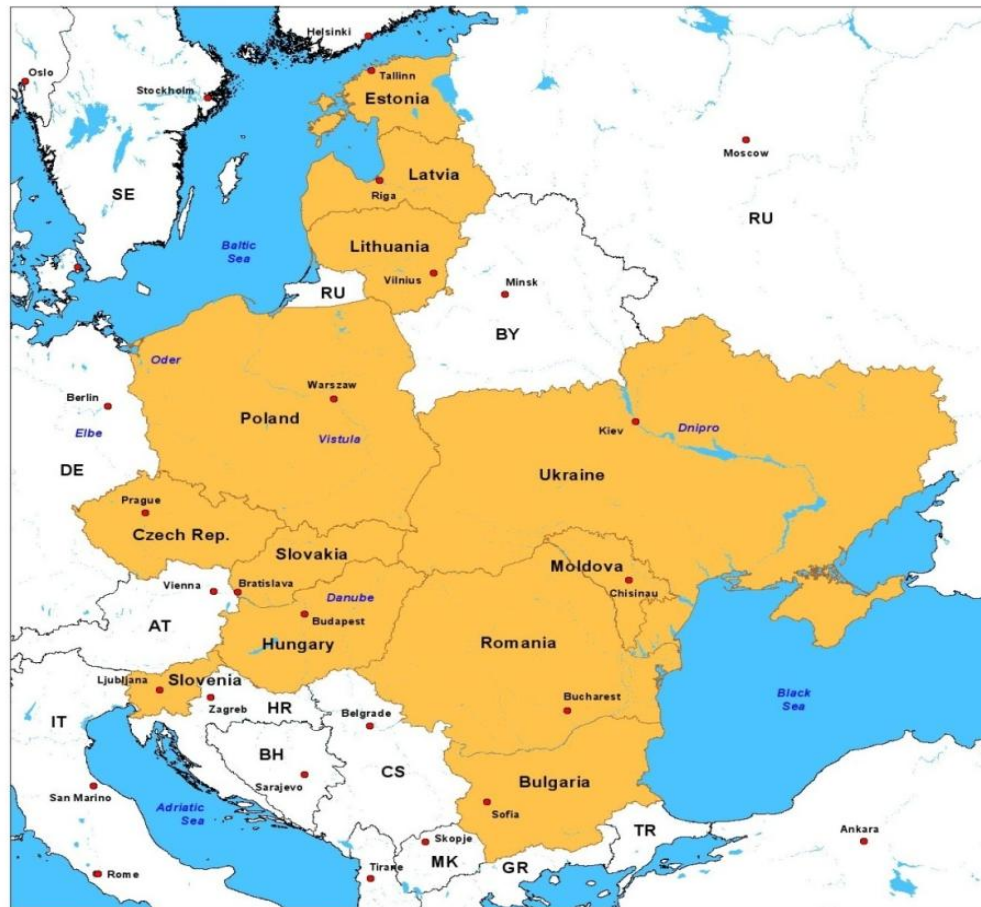 Helsinki
Oslo
Tallinn
Stockholm
Estonia
Moscow
Latvia
Riga
SE
RU
Baltic
Sea
Lithuania
Vilnius
Minsk
RU
BY
Oder
Warszaw
Berlin
Poland
Kiev
Dnipro
Elbe
Vistula
DE
Ukraine
Prague
Czech Rep.
Slovakia
Moldova
Vienna
Bratislava
Chisinau
Danube
Budapest
AT
Hungary
Romania
Ljubljana
Slovenia
Bucharest
Black
Sea
Zagreb
HR
Belgrade
IT
BH
CS
Sarajevo
Bulgaria
San Marino
Adriatic
Sea
Sofia
TR
Ankara
Skopje
MK
GR
Tirane
Rome